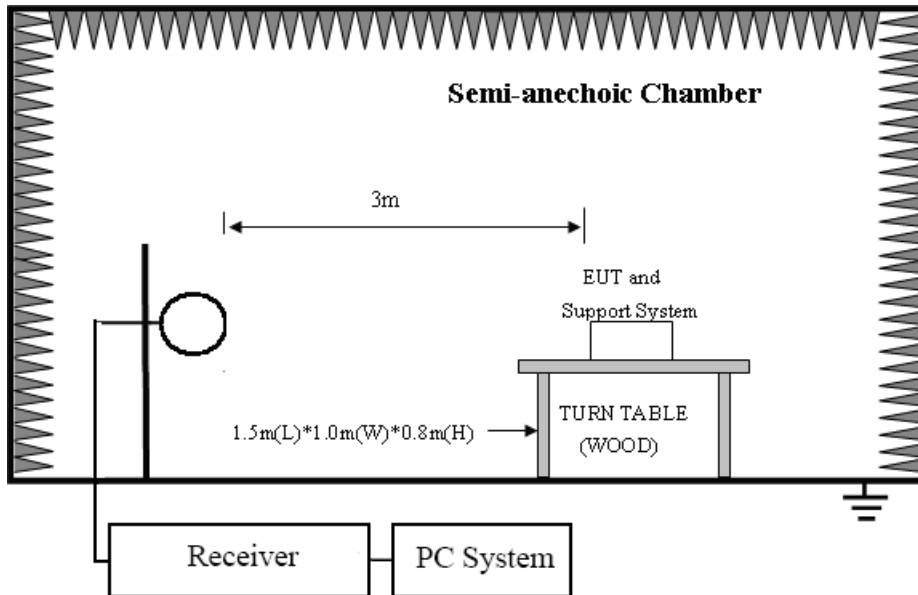 Semi-anechoic Chamber
3m
EUT and
Support System
1.5m(L)*1.0m(W)*0.8m(H)
TURN TABLE
(WOOD)
Receiver
PC System